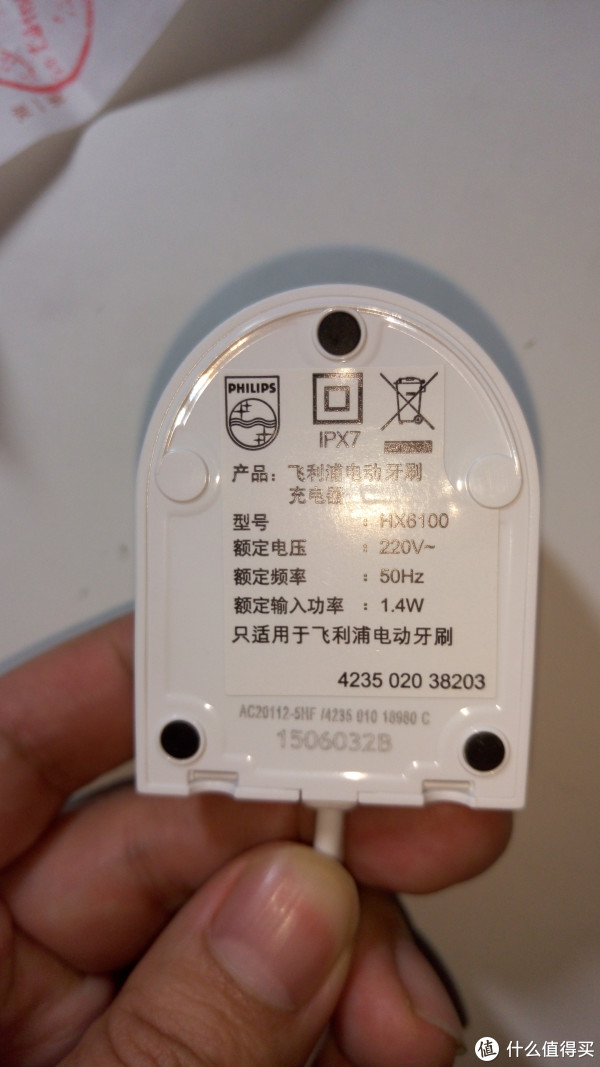 PHILIPS
IPX7
产品：飞利浦电动牙刷
充电器
型号 ：HX6100
额定电压 ：220V~
额定频率 ：50Hz
额定输入功率 ：1.4W
只适用于飞利浦电动牙刷
4235 020 38203
AC20112-5HF /4235 010 18980 C
1506032B
值 什么值得买